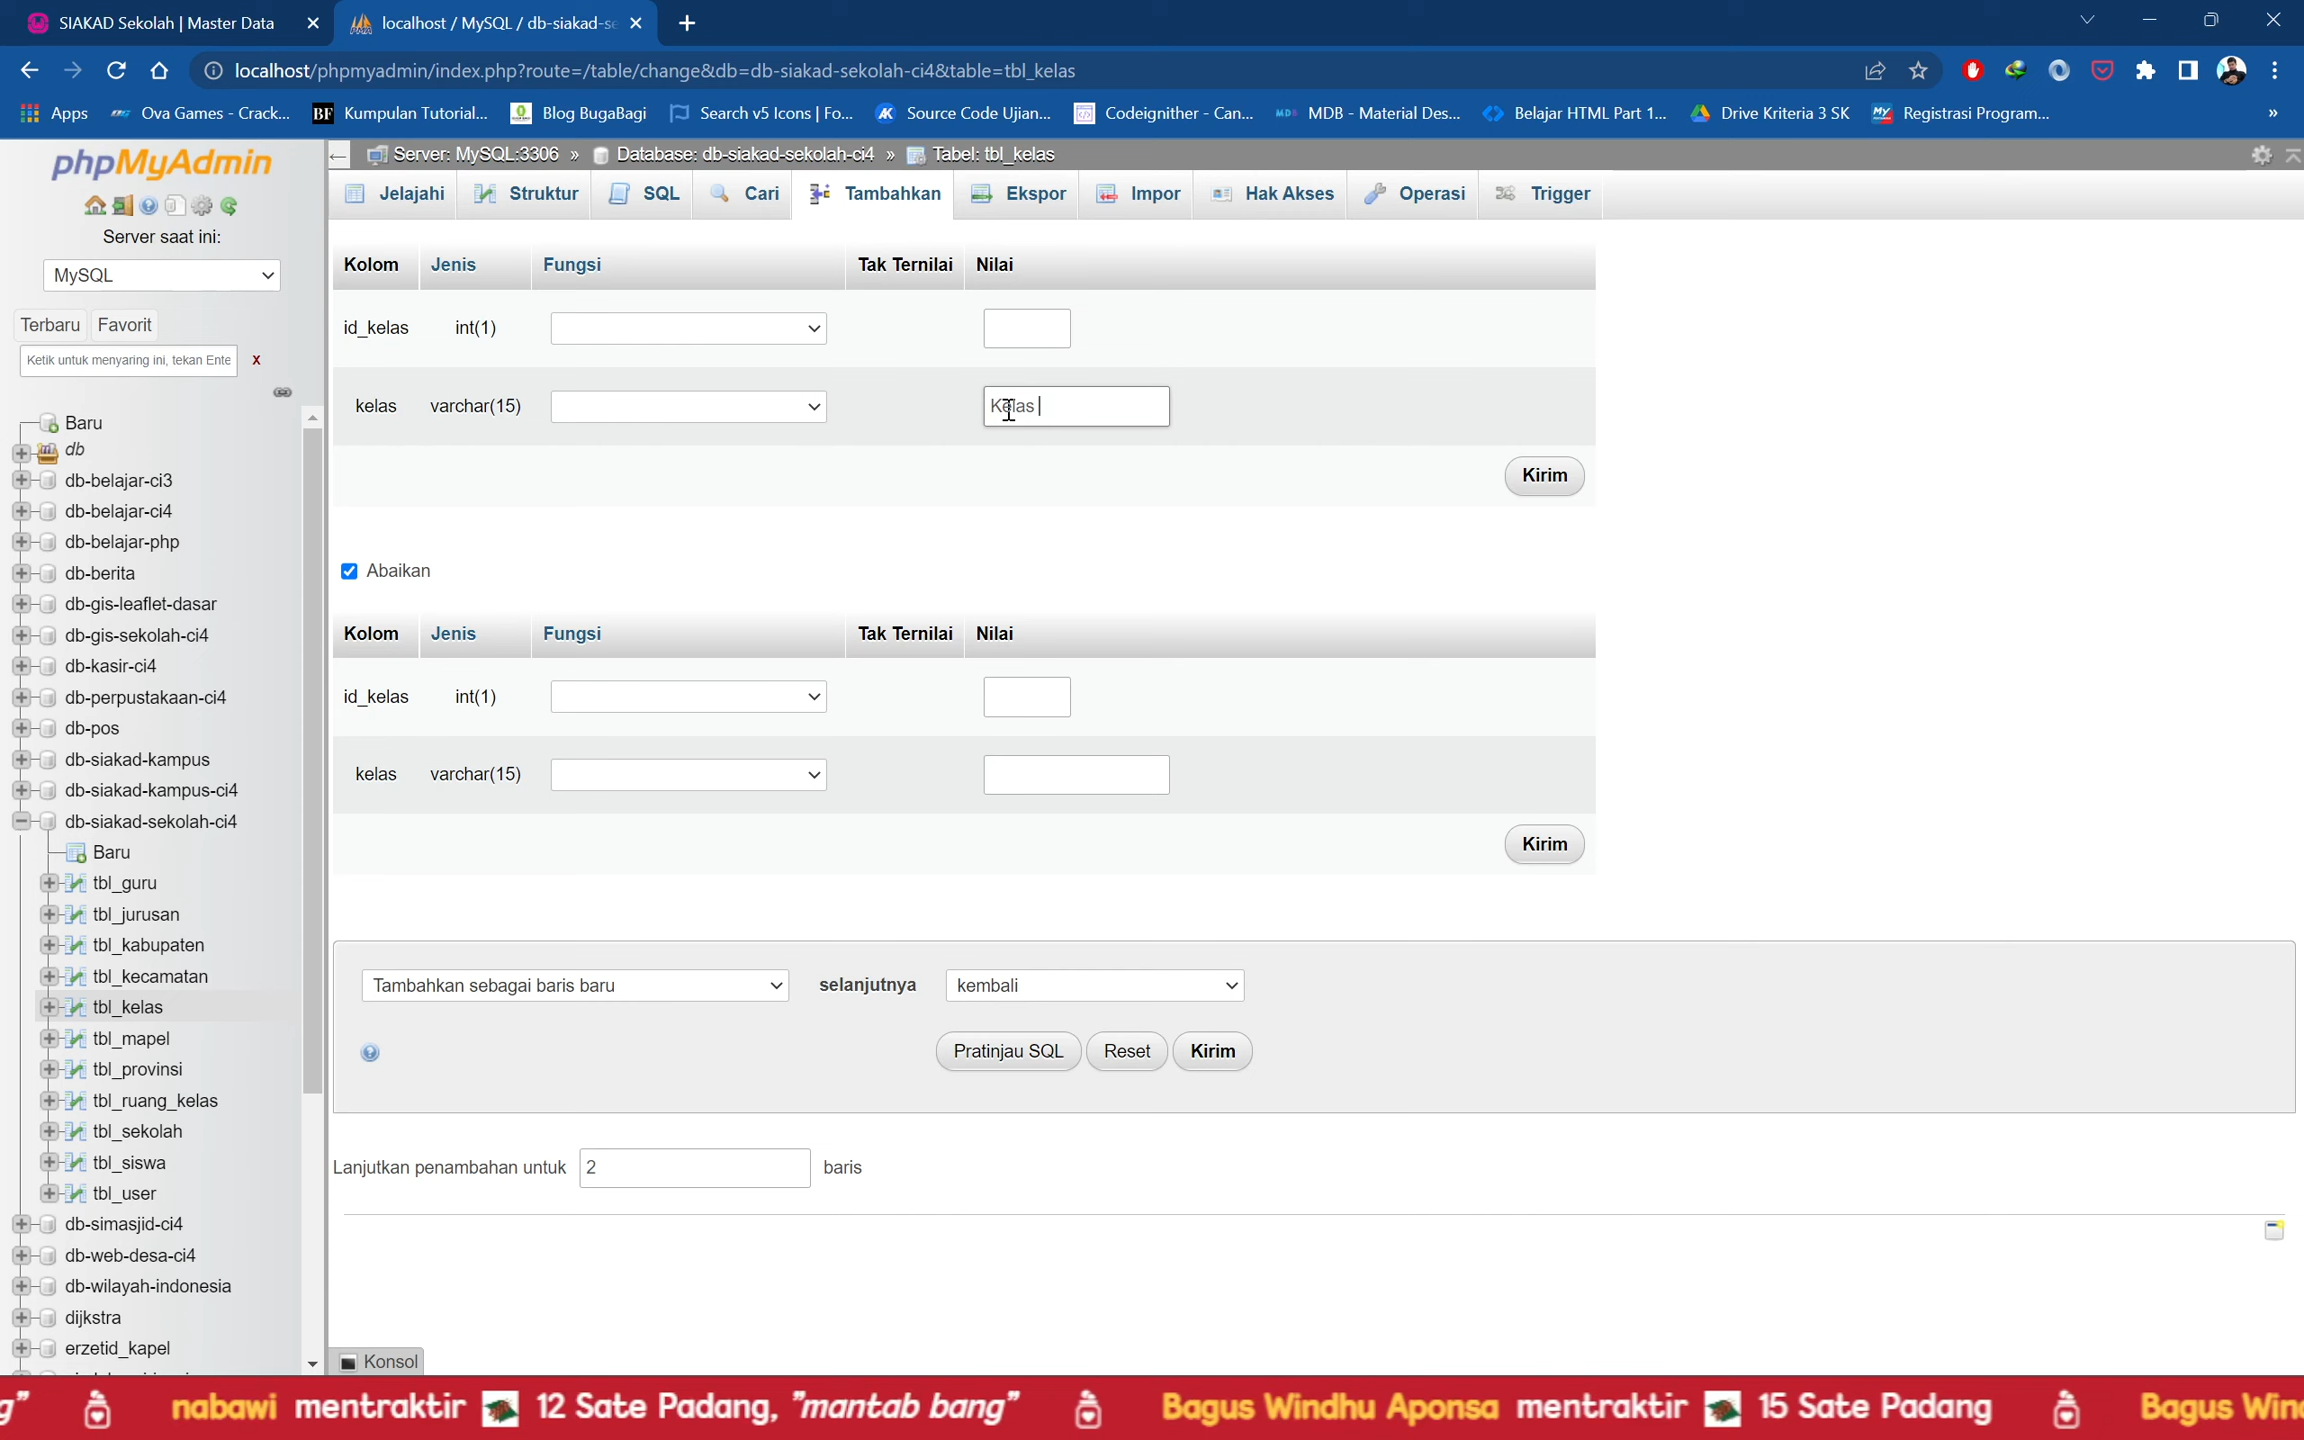 SIAKAD Sekolah | Master Data
localhost / MySQL / db-siakad-se
localhost/phpmyadmin/index.php?route=/table/change&db=db-siakad-sekolah-ci4&table=tbl_kelas
Apps
Ova Games - Crack...
BF Kumpulan Tutorial...
Blog BugaBagi
Search v5 Icons | Fo...
Source Code Ujian...
Codeignither - Can...
MDB - Material Des...
Belajar HTML Part 1...
Drive Kriteria 3 SK
Registrasi Program...
»
phpMyAdmin
Server saat ini:
MySQL
Terbaru
Favorit
Ketik untuk menyaring ini, tekan Ente
X
Baru
db
db-belajar-ci3
db-belajar-ci4
db-belajar-php
db-berita
db-gis-leaflet-dasar
db-gis-sekolah-ci4
db-kasir-ci4
db-perpustakaan-ci4
db-pos
db-siakad-kampus
db-siakad-kampus-ci4
db-siakad-sekolah-ci4
Baru
tbl_guru
tbl_jurusan
tbl_kabupaten
tbl_kecamatan
tbl_kelas
tbl_mapel
tbl_provinsi
tbl_ruang_kelas
tbl_sekolah
tbl_siswa
tbl_user
db-simasjid-ci4
db-web-desa-ci4
db-wilayah-indonesia
dijkstra
erzetid_kapel
Server: MySQL:3306 » Database: db-siakad-sekolah-ci4 » Tabel: tbl_kelas
Jelajahi Struktur SQL Cari Tambahkan Ekspor Impor Hak Akses Operasi Trigger
Kolom Jenis Fungsi Tak Ternilai Nilai
id_kelas int(1)
kelas varchar(15) Kelas
Kirim
Abaikan
Kolom Jenis Fungsi Tak Ternilai Nilai
id_kelas int(1)
kelas varchar(15)
Kirim
Tambahkan sebagai baris baru selanjutnya kembali
Pratinjau SQL Reset Kirim
Lanjutkan penambahan untuk 2 baris
Konsol
g” nabawi mentraktir 12 Sate Padang, ”mantab bang” Bagus Windhu Aponsa mentraktir 15 Sate Padang Bagus Win